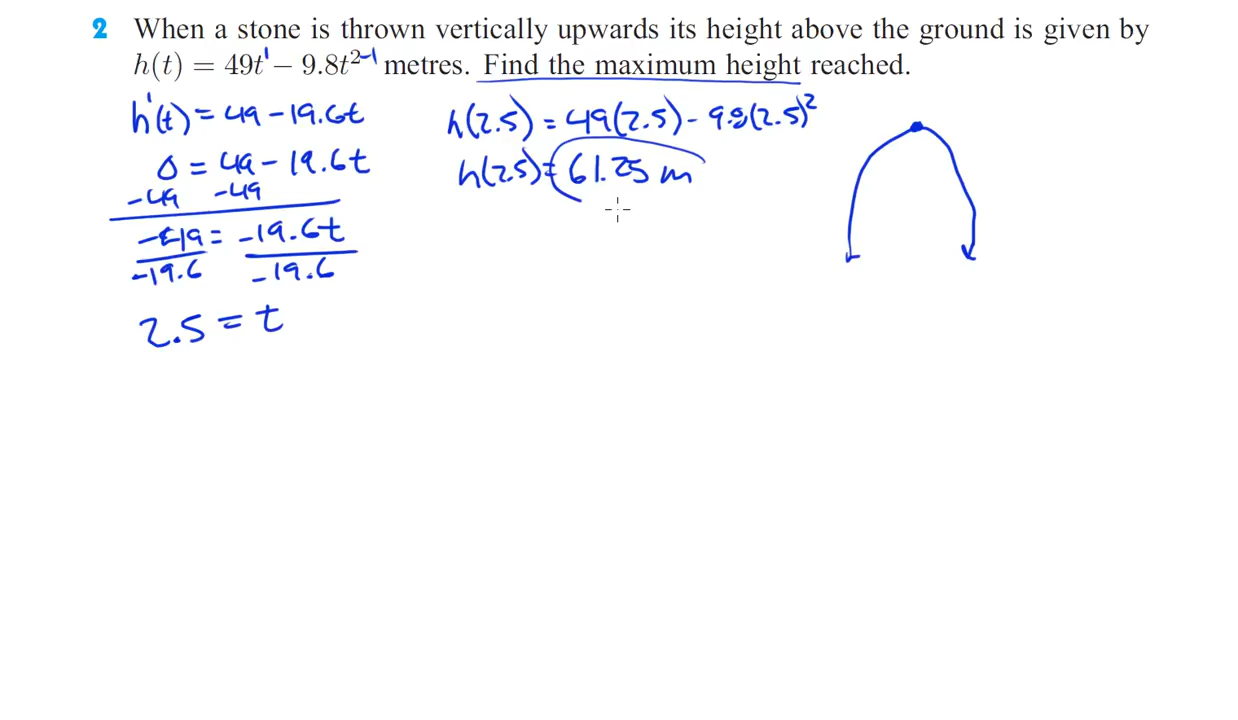 2 When a stone is thrown vertically upwards its height above the ground is given by
h(t) = 49t¹ − 9.8t²⁻¹ metres. Find the maximum height reached.
h'(t) = 49 − 19.6t
0 = 49 − 19.6t
−49 −49
−49 = −19.6t
−19.6 −19.6
2.5 = t
h(2.5) = 49(2.5) − 9.8(2.5)²
h(2.5) = 61.25 m